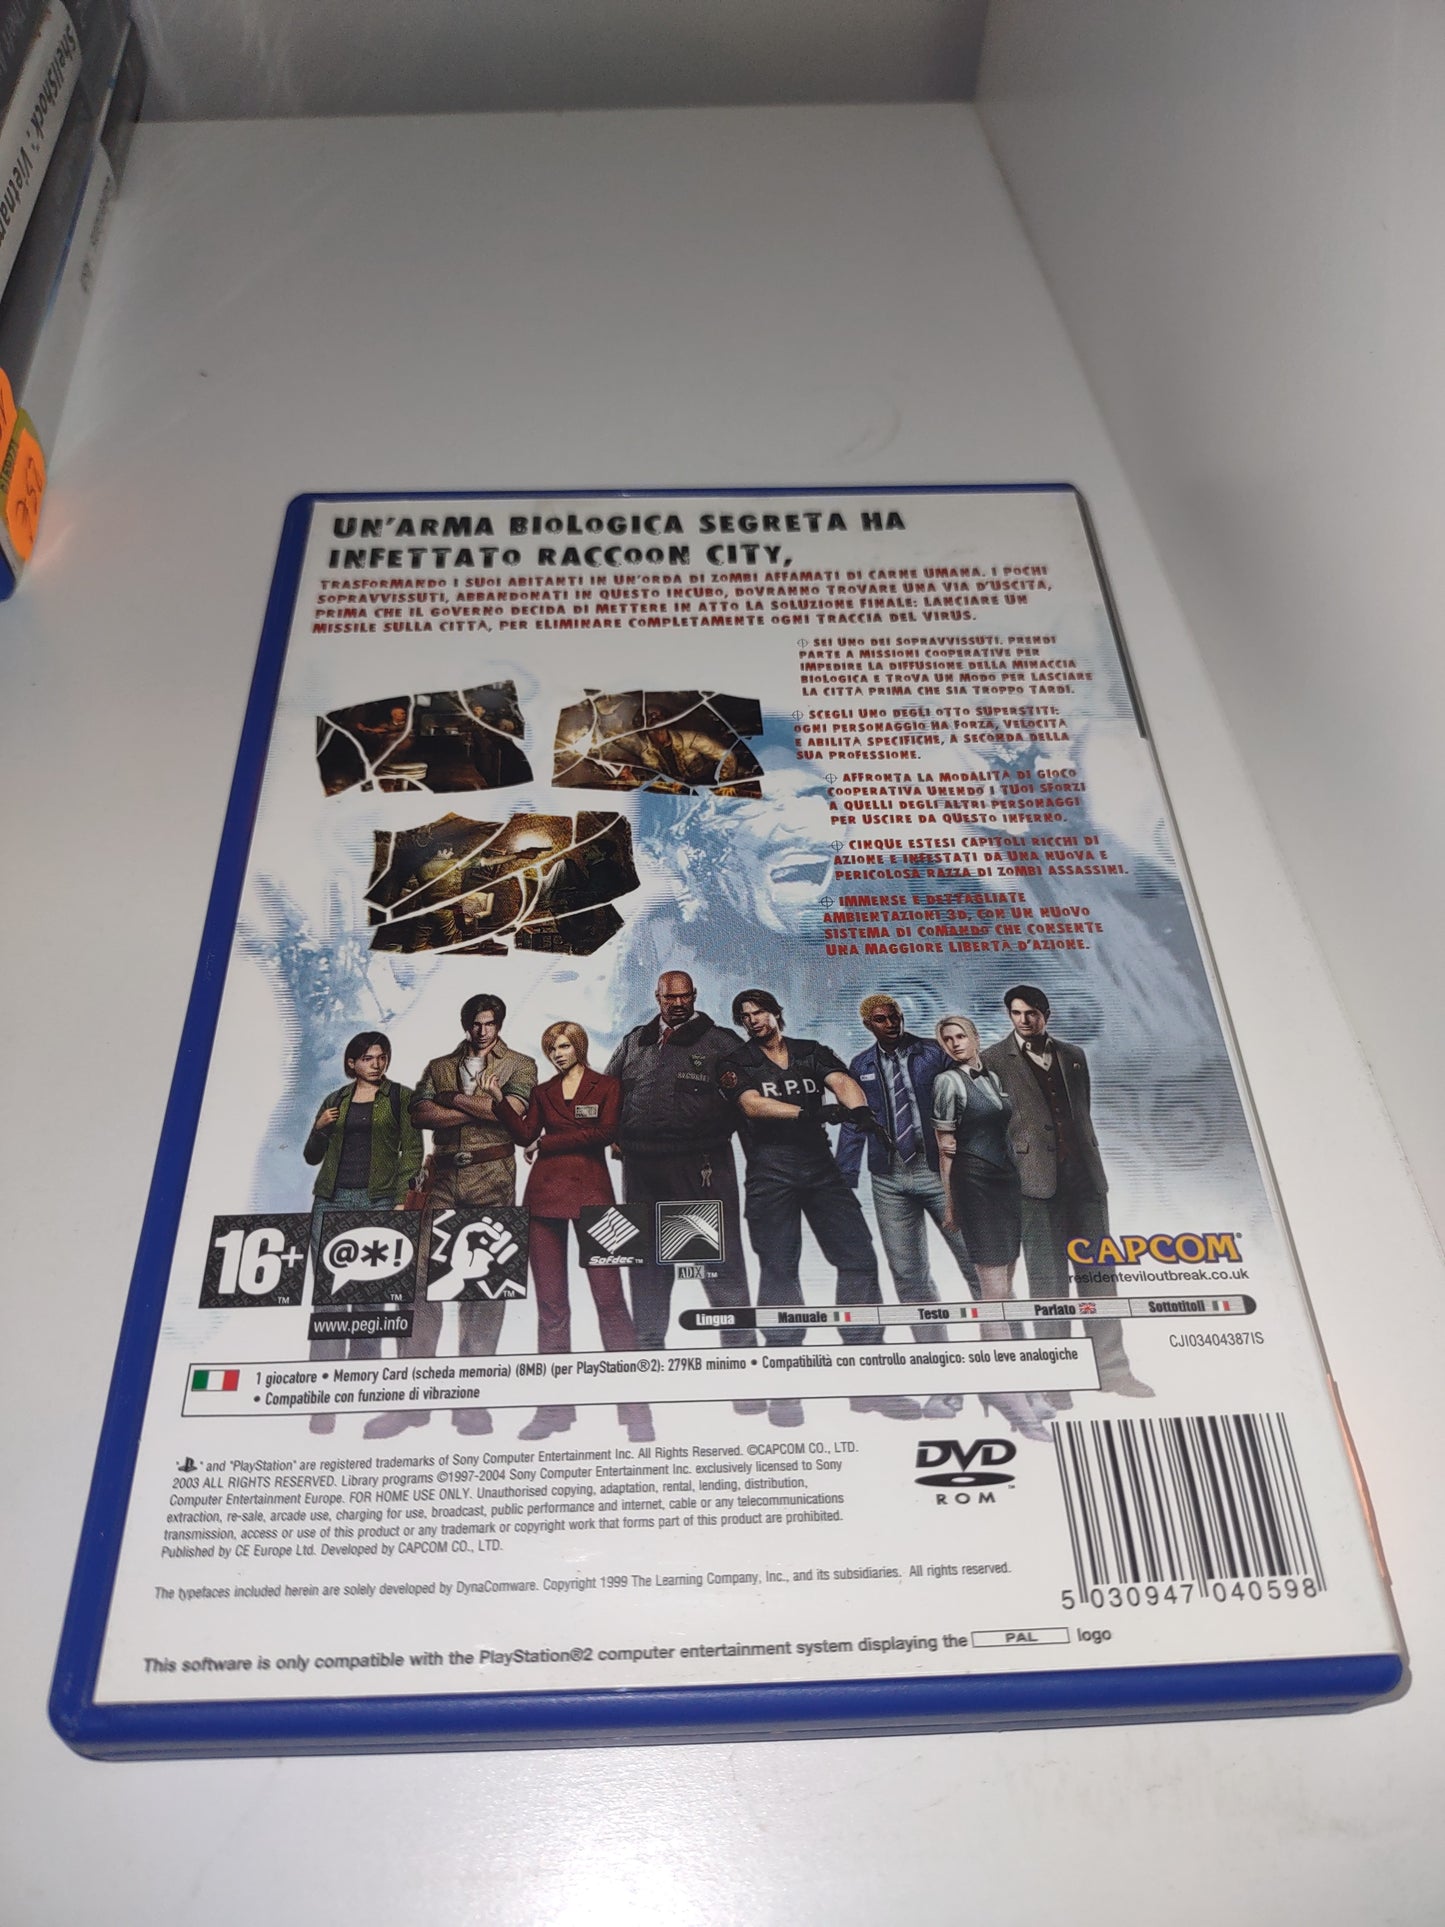 Shellshock: Vietnam
UN'ARMA BIOLOGICA SEGRETA HA
INFETTATO RACCOON CITY,
TRASFORMANDO I SUOI ABITANTI IN UN'ORDA DI ZOMBI AFFAMATI DI CARNE UMANA. I POCHI
SOPRAVVISSUTI, ABBANDONATI IN QUESTO INCUBO, DOVRANNO TROVARE UNA VIA D'USCITA,
PRIMA CHE IL GOVERNO DECIDA DI METTERE IN ATTO LA SOLUZIONE FINALE: LANCIARE UN
MISSILE SULLA CITTÀ, PER ELIMINARE COMPLETAMENTE OGNI TRACCIA DEL VIRUS.
SEI UNO DEI SOPRAVVISSUTI. PRENDI
PARTE A MISSIONI COOPERATIVE PER
IMPEDIRE LA DIFFUSIONE DELLA MINACCIA
BIOLOGICA E TROVA UN MODO PER LASCIARE
LA CITTÀ PRIMA CHE SIA TROPPO TARDI.
SCEGLI UNO DEGLI OTTO SUPERSTITI:
OGNI PERSONAGGIO HA FORZA, VELOCITÀ
E ABILITÀ SPECIFICHE, A SECONDA DELLA
SUA PROFESSIONE.
AFFRONTA LA MODALITÀ DI GIOCO
COOPERATIVA UNENDO I TUOI SFORZI
A QUELLI DEGLI ALTRI PERSONAGGI
PER USCIRE DA QUESTO INFERNO.
CINQUE ESTESI CAPITOLI RICCHI DI
AZIONE E INFESTATI DA UNA NUOVA E
PERICOLOSA RAZZA DI ZOMBI ASSASSINI.
IMMENSE E DETTAGLIATE
AMBIENTAZIONI 3D, CON UN NUOVO
SISTEMA DI COMANDO CHE CONSENTE
UNA MAGGIORE LIBERTÀ D'AZIONE.
SECURITY
R.P.D.
16+™
@*!™
™
Sofdec™
ADX™
www.pegi.info
CAPCOM®
residenteviloutbreak.co.uk
Lingua Manuale Testo Parlato Sottotitoli
CJI03404387IS
1 giocatore • Memory Card (scheda memoria) (8MB) (per PlayStation®2): 279KB minimo • Compatibilità con controllo analogico: solo leve analogiche
• Compatibile con funzione di vibrazione
" " and "PlayStation" are registered trademarks of Sony Computer Entertainment Inc. All Rights Reserved. ©CAPCOM CO., LTD.
2003 ALL RIGHTS RESERVED. Library programs ©1997-2004 Sony Computer Entertainment Inc. exclusively licensed to Sony
Computer Entertainment Europe. FOR HOME USE ONLY. Unauthorised copying, adaptation, rental, lending, distribution,
extraction, re-sale, arcade use, charging for use, broadcast, public performance and internet, cable or any telecommunications
transmission, access or use of this product or any trademark or copyright work that forms part of this product are prohibited.
Published by CE Europe Ltd. Developed by CAPCOM CO., LTD.
DVD
ROM
The typefaces included herein are solely developed by DynaComware. Copyright 1999 The Learning Company, Inc., and its subsidiaries. All rights reserved.
5 030947 040598
This software is only compatible with the PlayStation®2 computer entertainment system displaying the PAL logo